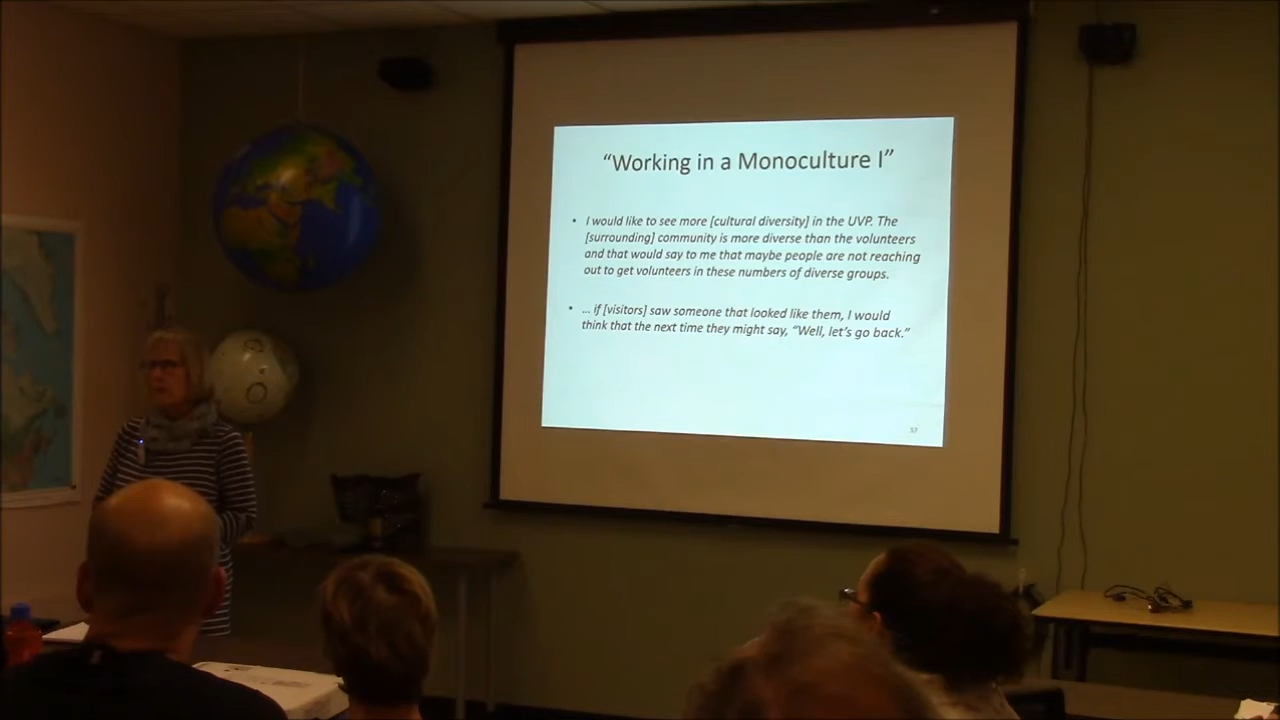 “Working in a Monoculture I”
• I would like to see more [cultural diversity] in the UVP. The
[surrounding] community is more diverse than the volunteers
and that would say to me that maybe people are not reaching
out to get volunteers in these numbers of diverse groups.
• ... if [visitors] saw someone that looked like them, I would
think that the next time they might say, “Well, let’s go back.”
37